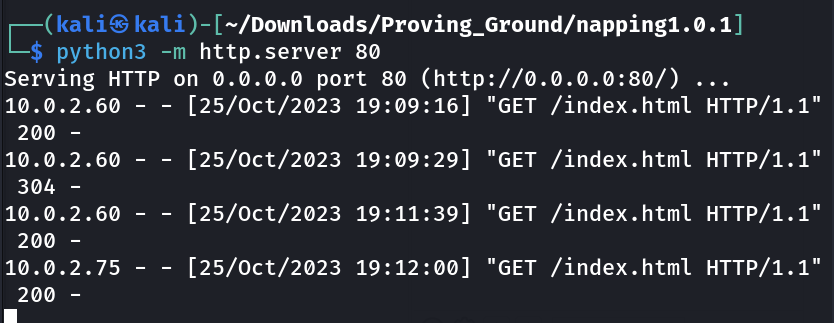 ┌──(kali㉿kali)-[~/Downloads/Proving_Ground/napping1.0.1]
└─$ python3 -m http.server 80
Serving HTTP on 0.0.0.0 port 80 (http://0.0.0.0:80/) ...
10.0.2.60 - - [25/Oct/2023 19:09:16] "GET /index.html HTTP/1.1"
 200 -
10.0.2.60 - - [25/Oct/2023 19:09:29] "GET /index.html HTTP/1.1"
 304 -
10.0.2.60 - - [25/Oct/2023 19:11:39] "GET /index.html HTTP/1.1"
 200 -
10.0.2.75 - - [25/Oct/2023 19:12:00] "GET /index.html HTTP/1.1"
 200 -